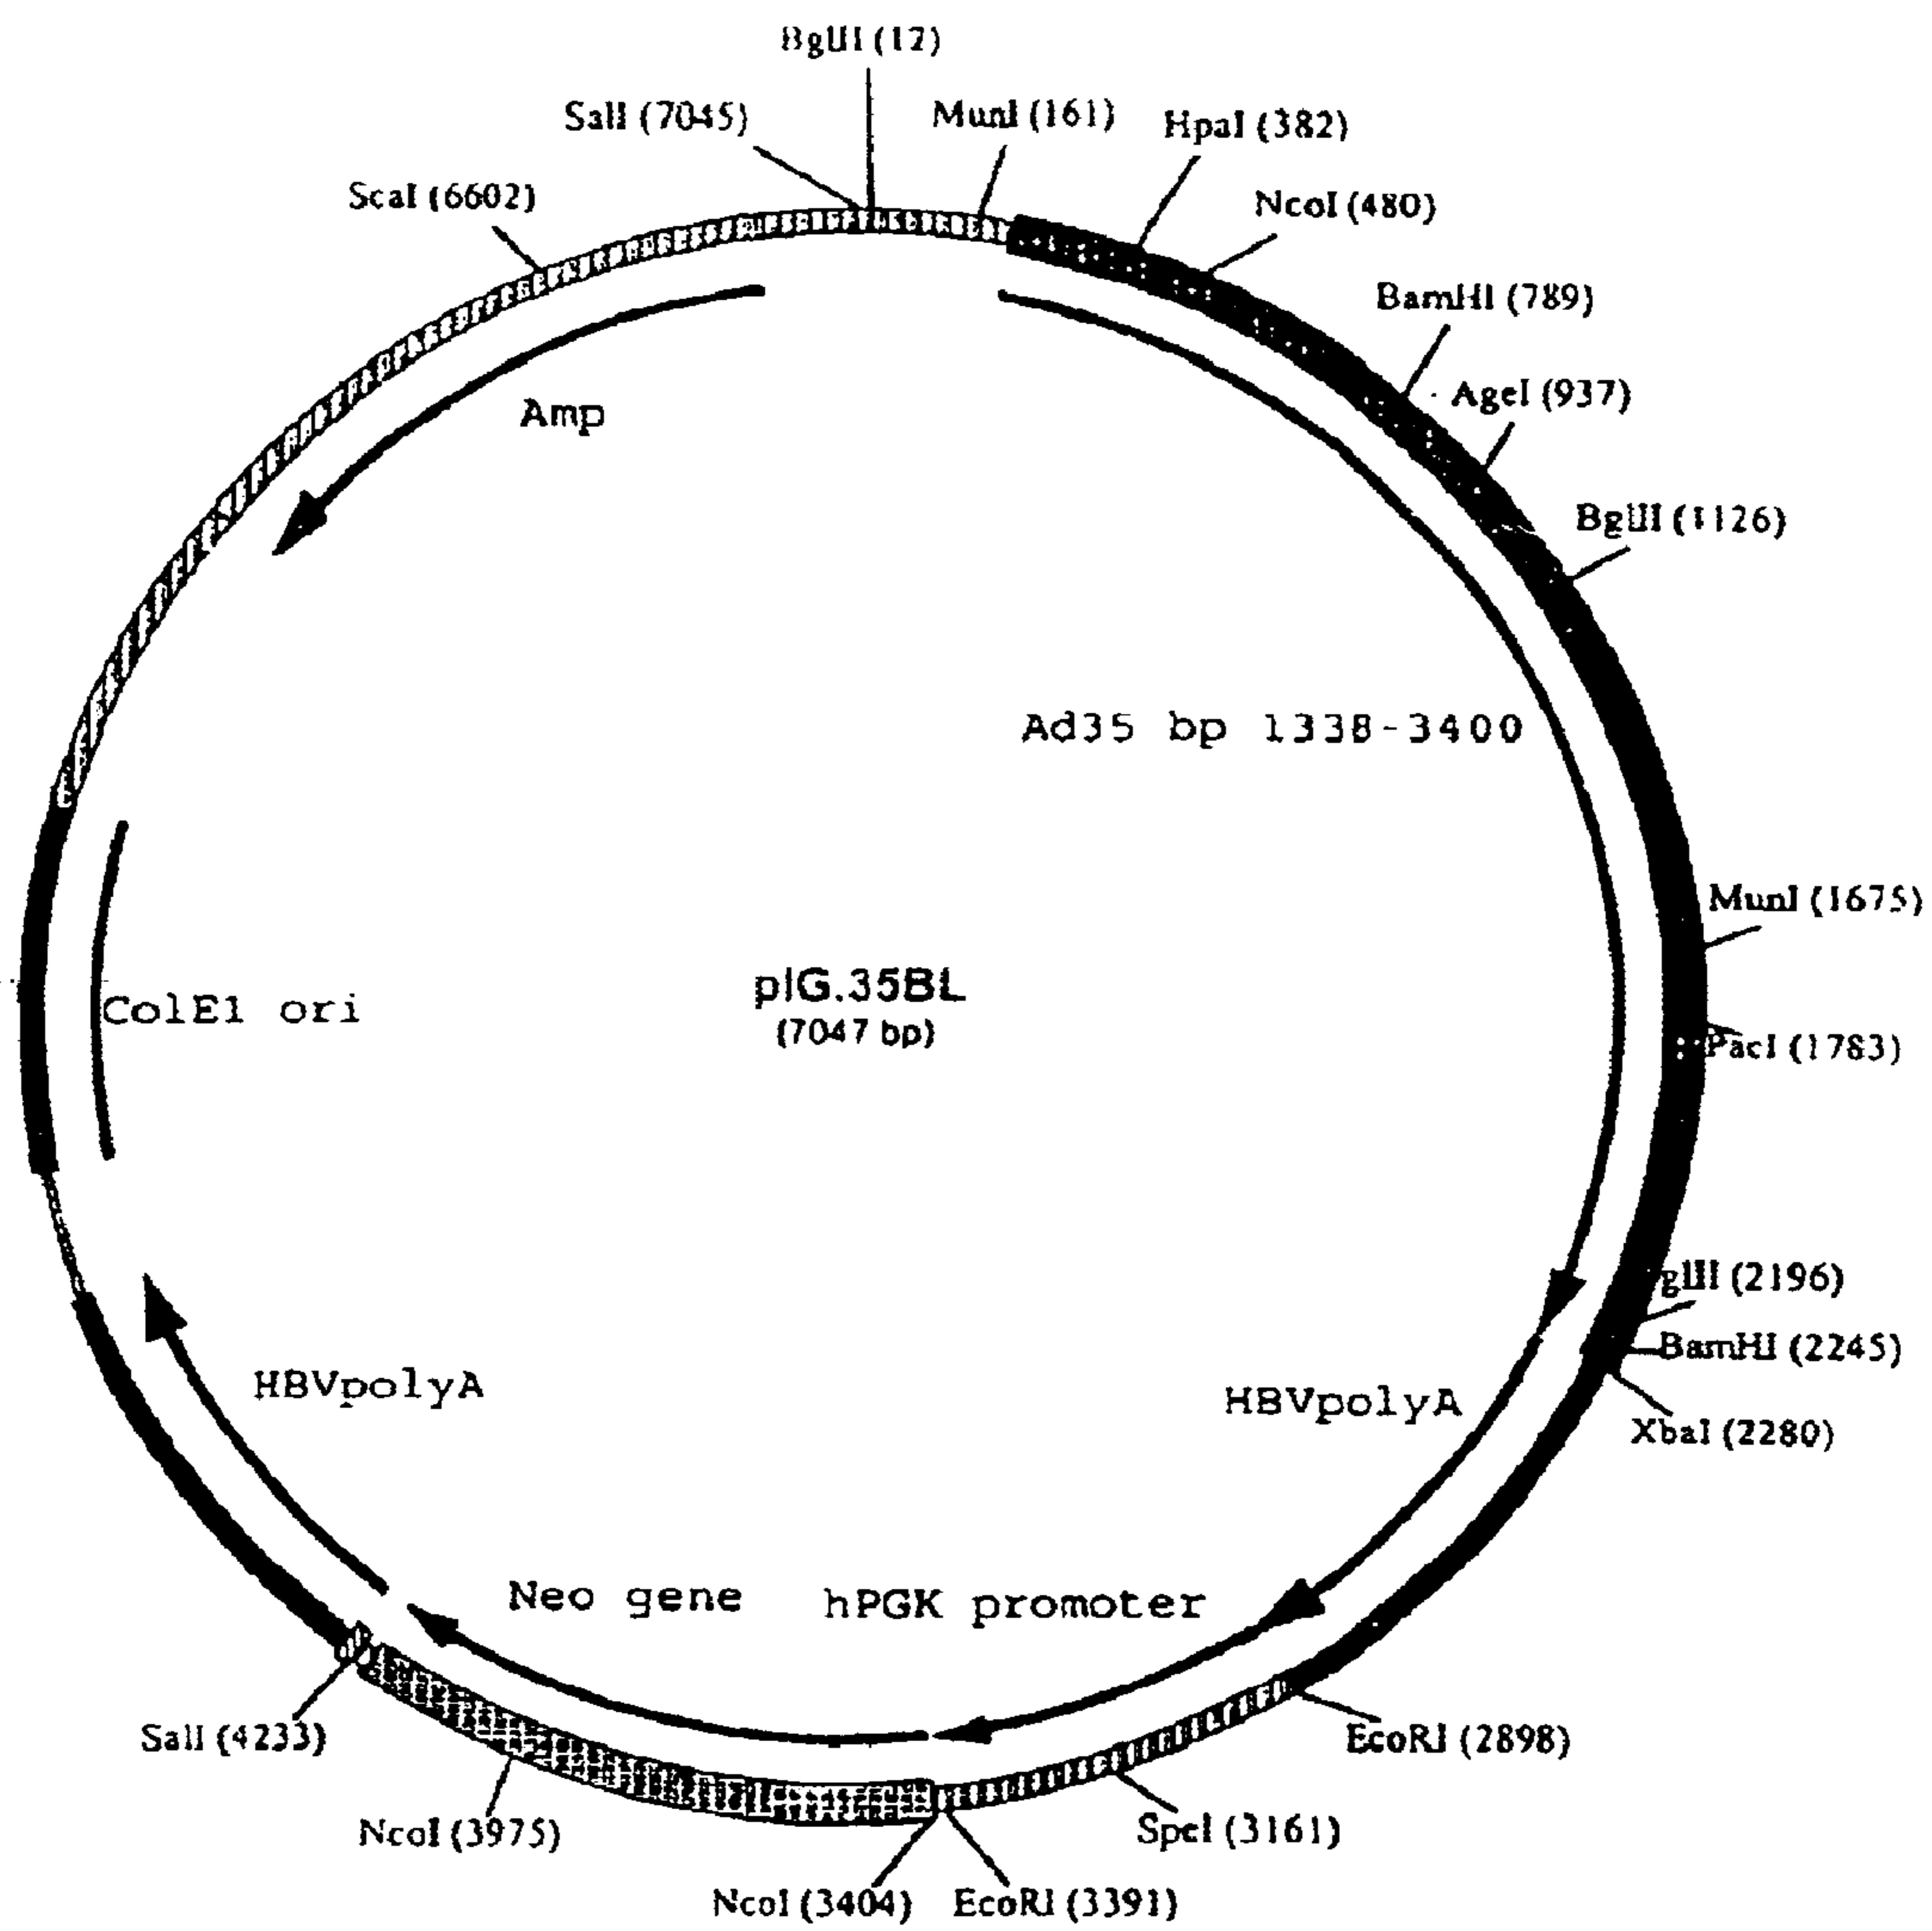 BglII (12)
SalI (7045)
MunI (161)
HpaI (382)
ScaI (6602)
NcoI (480)
BamHI (789)
AgeI (937)
Amp
BglII (1126)
Ad35 bp 1338-3400
MunI (1675)
pIG.35BL
ColE1 ori
(7047 bp)
PacI (1783)
glII (2196)
BamHI (2245)
HBVpolyA
HBVpolyA
XbaI (2280)
Neo gene
hPGK promoter
SalI (4233)
EcoRI (2898)
NcoI (3975)
SpeI (3161)
NcoI (3404)
EcoRI (3391)